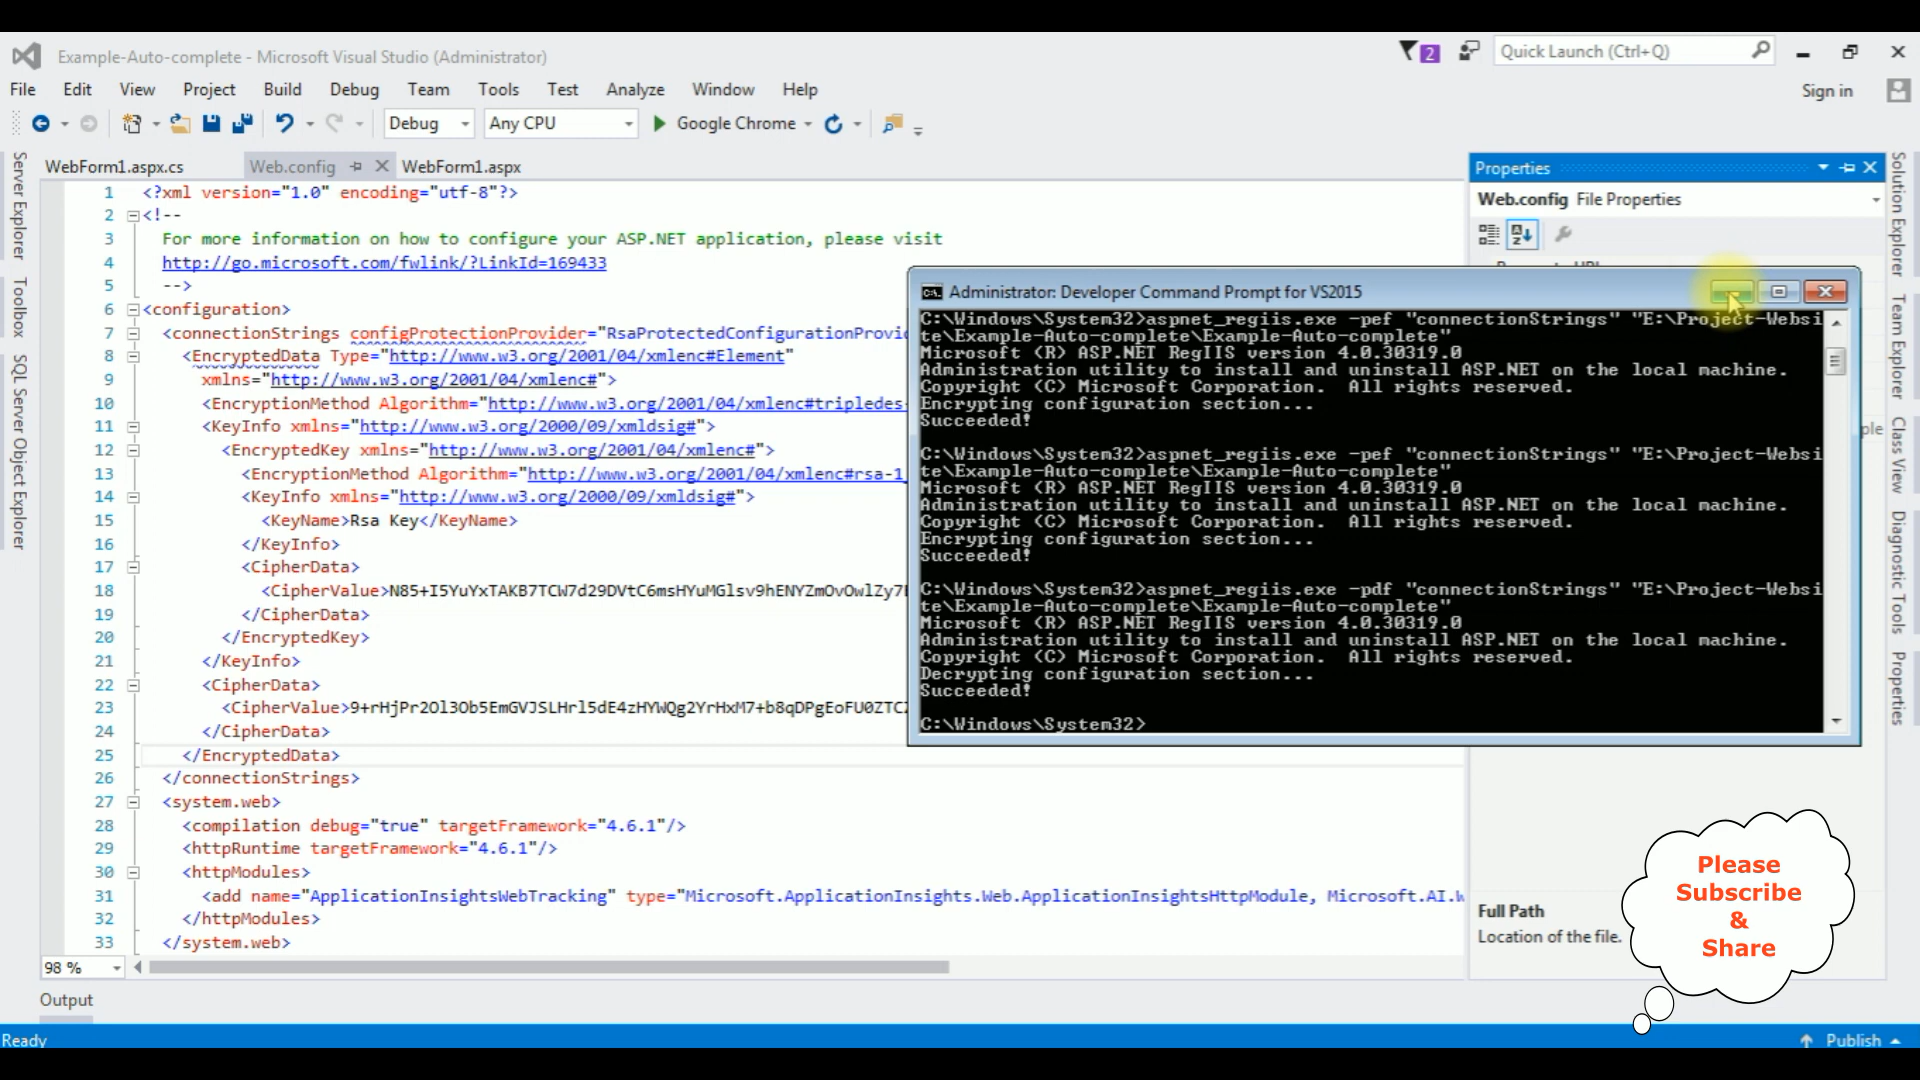 Example-Auto-complete - Microsoft Visual Studio (Administrator)
2
Quick Launch (Ctrl+Q)
File Edit View Project Build Debug Team Tools Test Analyze Window Help
Sign in
Debug
Any CPU
Google Chrome
WebForm1.aspx.cs
Web.config
WebForm1.aspx
Server Explorer
Toolbox
SQL Server Object Explorer
1 <?xml version="1.0" encoding="utf-8"?>
2 <!--
3 For more information on how to configure your ASP.NET application, please visit
4 http://go.microsoft.com/fwlink/?LinkId=169433
5 -->
6 <configuration>
7 <connectionStrings configProtectionProvider="RsaProtectedConfigurationProvi
8 <EncryptedData Type="http://www.w3.org/2001/04/xmlenc#Element"
9 xmlns="http://www.w3.org/2001/04/xmlenc#">
10 <EncryptionMethod Algorithm="http://www.w3.org/2001/04/xmlenc#tripledes-
11 <KeyInfo xmlns="http://www.w3.org/2000/09/xmldsig#">
12 <EncryptedKey xmlns="http://www.w3.org/2001/04/xmlenc#">
13 <EncryptionMethod Algorithm="http://www.w3.org/2001/04/xmlenc#rsa-1_
14 <KeyInfo xmlns="http://www.w3.org/2000/09/xmldsig#">
15 <KeyName>Rsa Key</KeyName>
16 </KeyInfo>
17 <CipherData>
18 <CipherValue>
19 </CipherData>
20 </EncryptedKey>
21 </KeyInfo>
22 <CipherData>
23 <CipherValue>
24 </CipherData>
25 </EncryptedData>
26 </connectionStrings>
27 <system.web>
28 <compilation debug="true" targetFramework="4.6.1"/>
29 <httpRuntime targetFramework="4.6.1"/>
30 <httpModules>
31 <add name="ApplicationInsightsWebTracking" type="Microsoft.ApplicationInsights.Web.ApplicationInsightsHttpModule, Microsoft.AI.W
32 </httpModules>
33 </system.web>
98 %
Output
Ready
Publish
Administrator: Developer Command Prompt for VS2015
C:\Windows\System32>aspnet_regiis.exe -pef "connectionStrings" "E:\Project-Websi
te\Example-Auto-complete\Example-Auto-complete"
Microsoft (R) ASP.NET RegIIS version 4.0.30319.0
Administration utility to install and uninstall ASP.NET on the local machine.
Copyright (C) Microsoft Corporation. All rights reserved.
Encrypting configuration section...
Succeeded!
C:\Windows\System32>aspnet_regiis.exe -pef "connectionStrings" "E:\Project-Websi
te\Example-Auto-complete\Example-Auto-complete"
Microsoft (R) ASP.NET RegIIS version 4.0.30319.0
Administration utility to install and uninstall ASP.NET on the local machine.
Copyright (C) Microsoft Corporation. All rights reserved.
Encrypting configuration section...
Succeeded!
C:\Windows\System32>aspnet_regiis.exe -pdf "connectionStrings" "E:\Project-Websi
te\Example-Auto-complete\Example-Auto-complete"
Microsoft (R) ASP.NET RegIIS version 4.0.30319.0
Administration utility to install and uninstall ASP.NET on the local machine.
Copyright (C) Microsoft Corporation. All rights reserved.
Decrypting configuration section...
Succeeded!
C:\Windows\System32>
Properties
Web.config File Properties
ple
Full Path
Location of the file.
Solution Explorer
Team Explorer
Class View
Diagnostic Tools
Properties
Please
Subscribe
&
Share